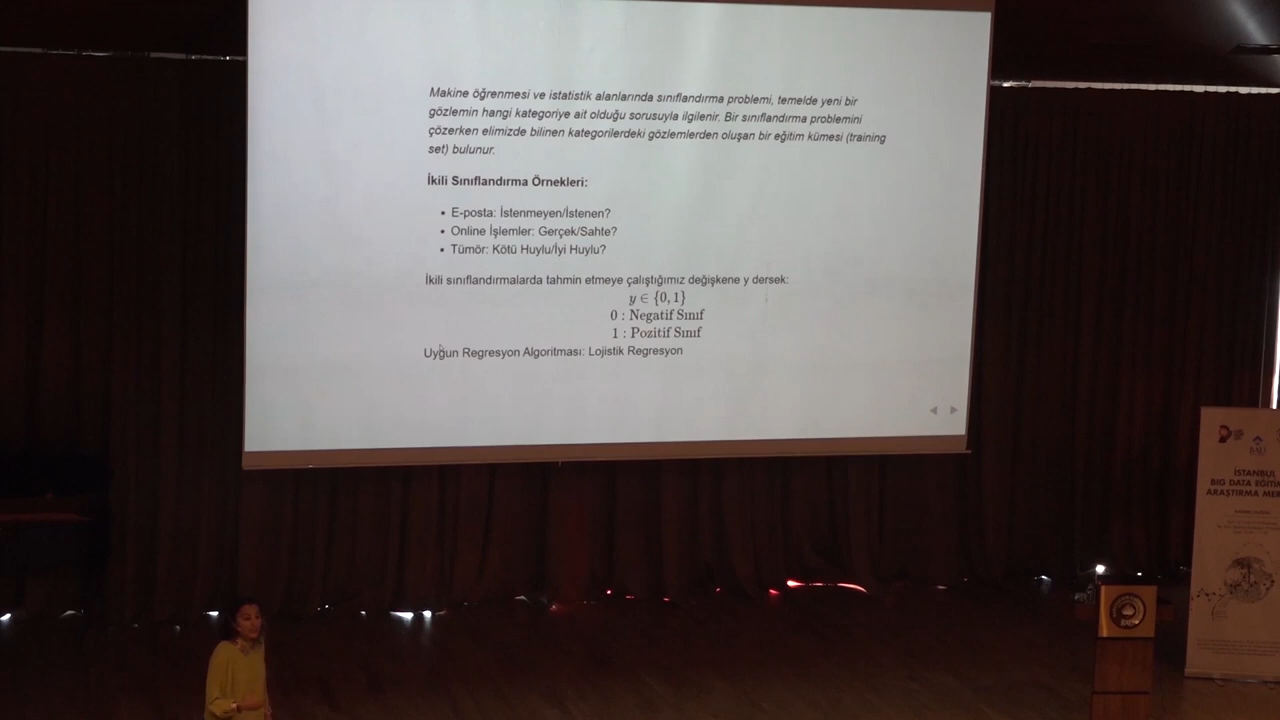 Makine öğrenmesi ve istatistik alanlarında sınıflandırma problemi, temelde yeni bir
gözlemin hangi kategoriye ait olduğu sorusuyla ilgilenir. Bir sınıflandırma problemini
çözerken elimizde bilinen kategorilerdeki gözlemlerden oluşan bir eğitim kümesi (training
set) bulunur.
İkili Sınıflandırma Örnekleri:
• E-posta: İstenmeyen/İstenen?
• Online İşlemler: Gerçek/Sahte?
• Tümör: Kötü Huylu/İyi Huylu?
İkili sınıflandırmalarda tahmin etmeye çalıştığımız değişkene y dersek:
y ∈ {0, 1}
0 : Negatif Sınıf
1 : Pozitif Sınıf
Uygun Regresyon Algoritması: Lojistik Regresyon
BAU
İSTANBUL
BIG DATA EĞİTİ
ARAŞTIRMA MER